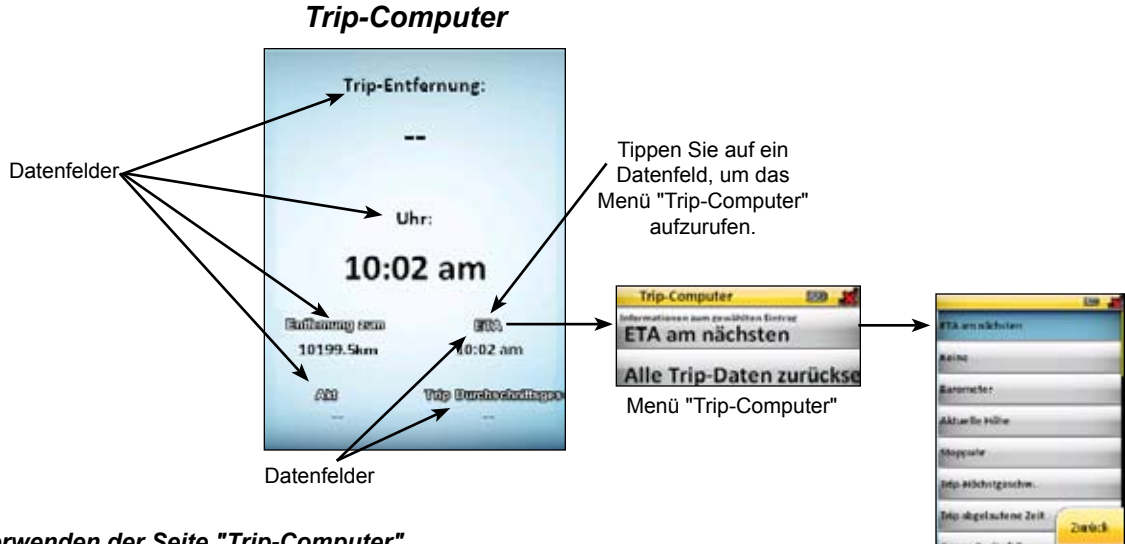 Trip-Computer
Trip-Entfernung:
--
Datenfelder
Uhr:
10:02 am
Entfernung zum
ETA
10199.5km
10:02 am
Akt
Trip Durchschnittsges
--
--
Datenfelder
Tippen Sie auf ein
Datenfeld, um das
Menü "Trip-Computer"
aufzurufen.
Trip-Computer
Informationen zum gewählten Eintrag
ETA am nächsten
Alle Trip-Daten zurückse
Menü "Trip-Computer"
ETA am nächsten
Keine
Barometer
Aktuelle Höhe
Stoppuhr
Trip-Höchstgeschw.
Trip abgelaufene Zeit
Zurück
erwenden der Seite "Trip-Computer"